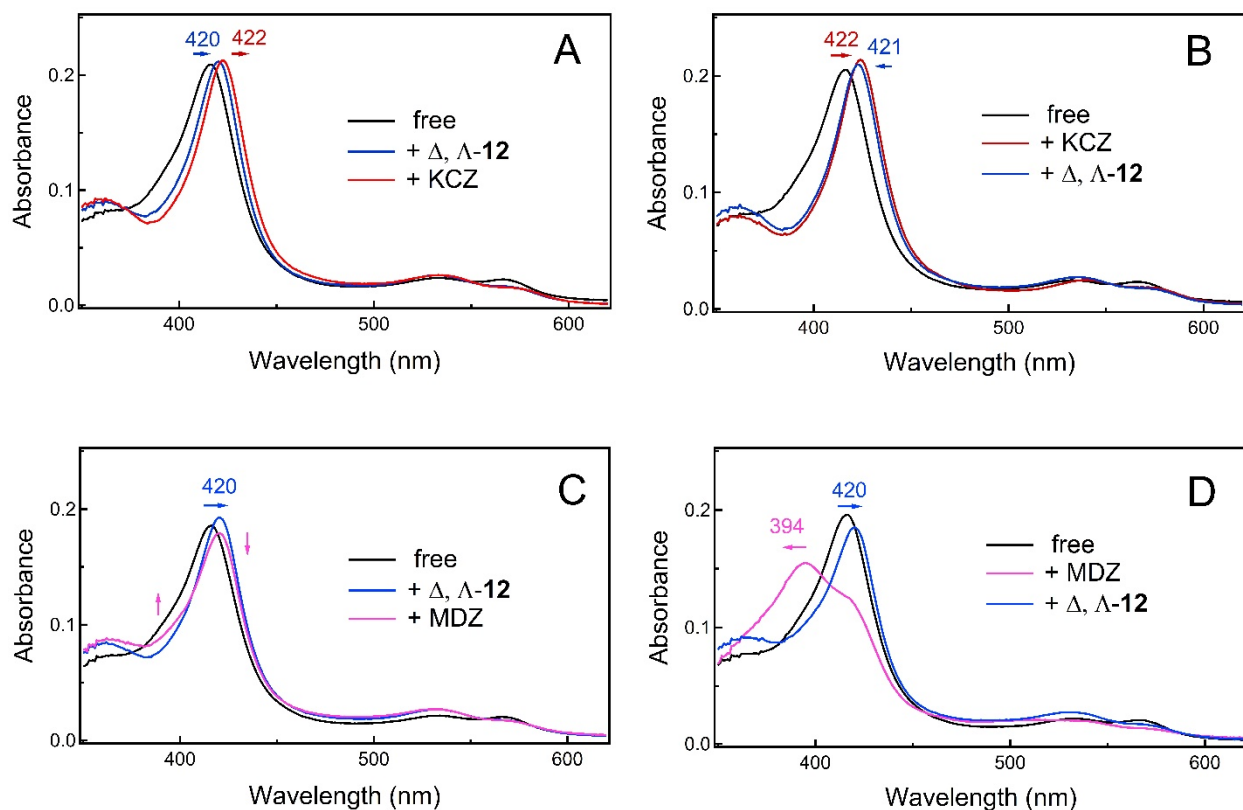 420 422
A
0.2
free
+ Δ, Λ-12
+ KCZ
0.1
0.0
400 500 600
Absorbance
Wavelength (nm)
422 421
B
0.2
free
+ KCZ
+ Δ, Λ-12
0.1
0.0
400 500 600
Absorbance
Wavelength (nm)
420
C
0.2
free
+ Δ, Λ-12
+ MDZ
0.1
0.0
400 500 600
Absorbance
Wavelength (nm)
394 420
D
0.2
free
+ MDZ
+ Δ, Λ-12
0.1
0.0
400 500 600
Absorbance
Wavelength (nm)